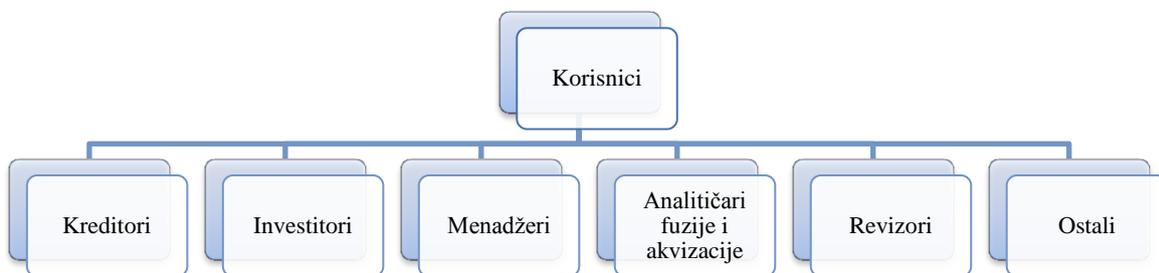 Korisnici
Kreditori
Investitori
Menadžeri
Analitičari
fuzije i
akvizacije
Revizori
Ostali